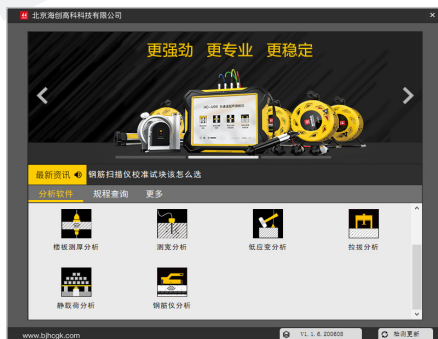 北京海创高科科技有限公司
更强劲 更专业 更稳定
最新资讯
钢筋扫描仪校准试块该怎么选
分析软件 规程查询 更多
楼板测厚分析 测宽分析 低应变分析 拉拔分析
静载荷分析 钢筋仪分析
www.bjhcgk.com V1.1.6.200608 检测更新